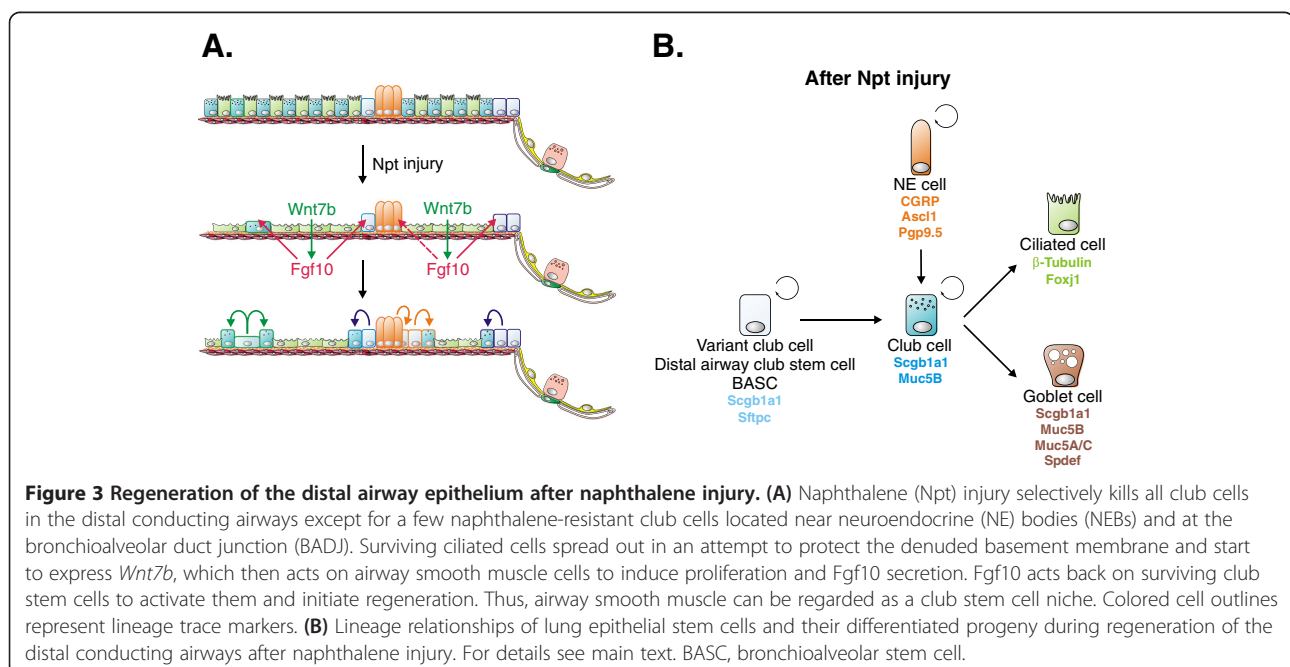 A.
B.
After Npt injury
Npt injury
Wnt7b
Wnt7b
Fgf10
Fgf10
NE cell
CGRP
Ascl1
Pgp9.5
Variant club cell
Distal airway club stem cell
BASC
Scgb1a1
Sftpc
Club cell
Scgb1a1
Muc5B
Ciliated cell
β-Tubulin
Foxj1
Goblet cell
Scgb1a1
Muc5B
Muc5A/C
Spdef
Figure 3 Regeneration of the distal airway epithelium after naphthalene injury. (A) Naphthalene (Npt) injury selectively kills all club cells
in the distal conducting airways except for a few naphthalene-resistant club cells located near neuroendocrine (NE) bodies (NEBs) and at the
bronchioalveolar duct junction (BADJ). Surviving ciliated cells spread out in an attempt to protect the denuded basement membrane and start
to express Wnt7b, which then acts on airway smooth muscle cells to induce proliferation and Fgf10 secretion. Fgf10 acts back on surviving club
stem cells to activate them and initiate regeneration. Thus, airway smooth muscle can be regarded as a club stem cell niche. Colored cell outlines
represent lineage trace markers. (B) Lineage relationships of lung epithelial stem cells and their differentiated progeny during regeneration of the
distal conducting airways after naphthalene injury. For details see main text. BASC, bronchioalveolar stem cell.